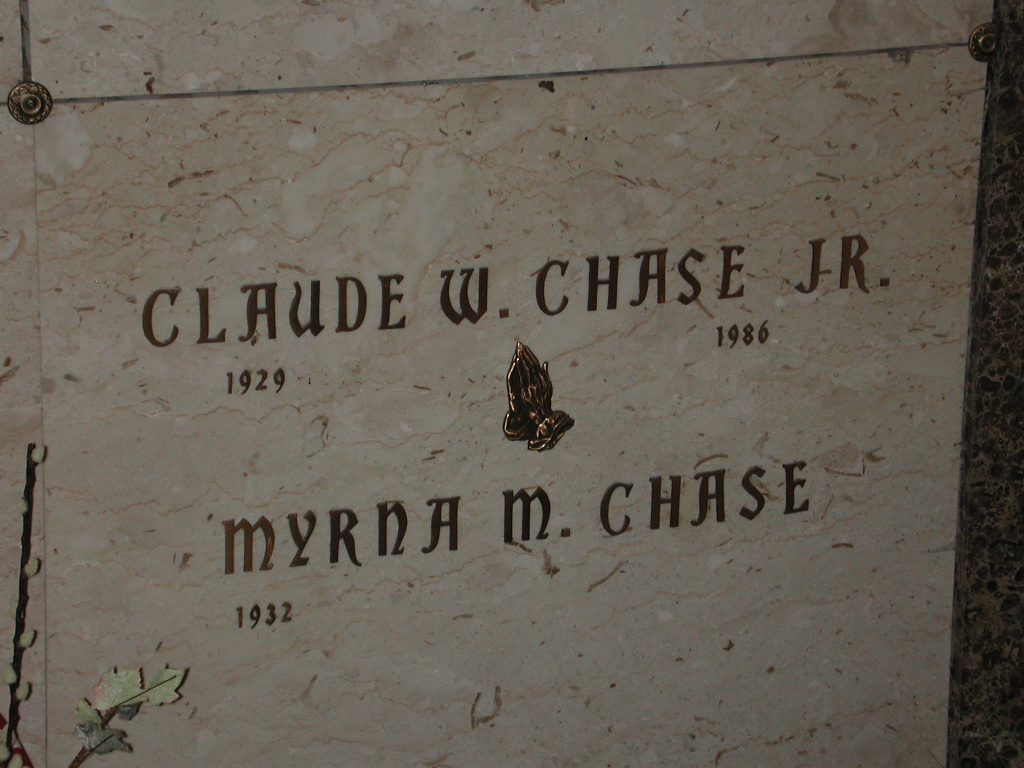 CLAUDE W. CHASE JR.
1929 1986
MYRNA M. CHASE
1932